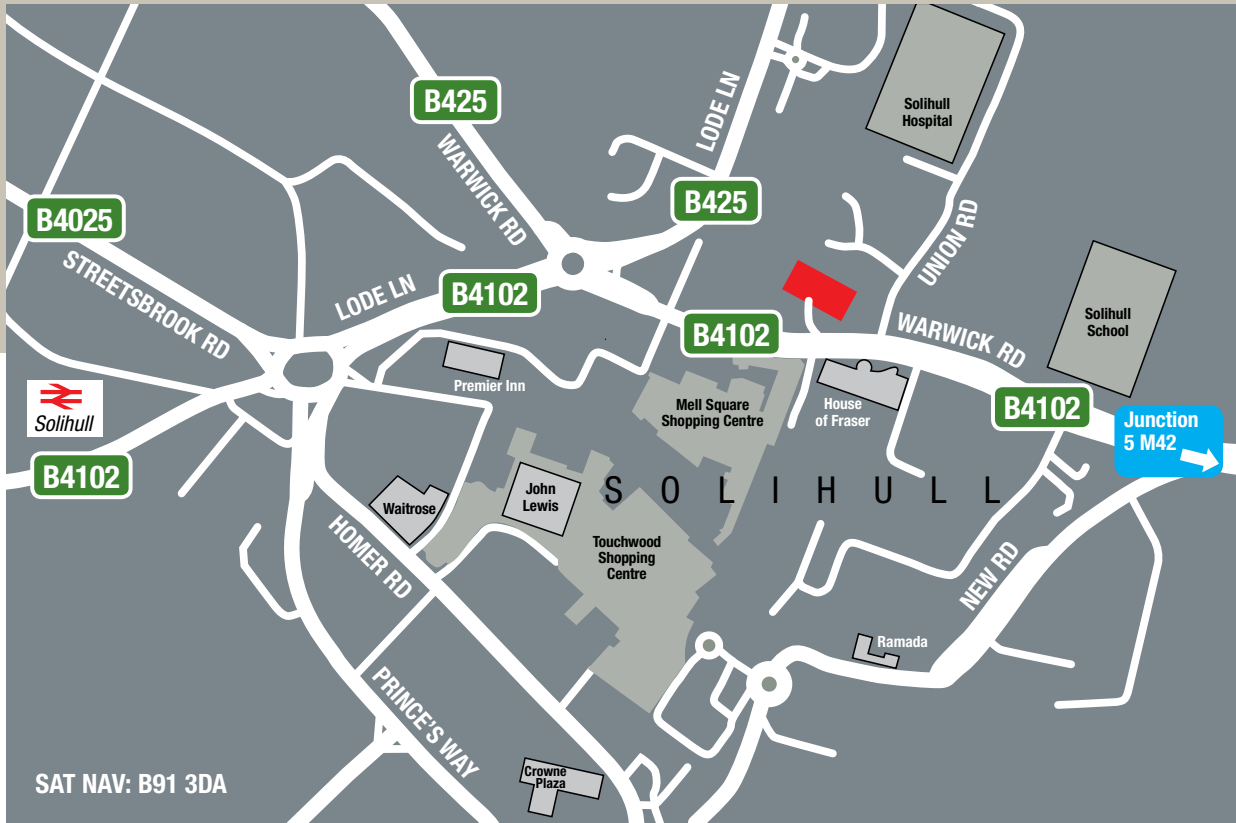 B425
WARWICK RD
LODE LN
B425
Solihull
Hospital
UNION RD
B4025
STREETSBROOK RD
LODE LN
B4102
B4102
WARWICK RD
Solihull
School
B4102
Junction
5 M42
Premier Inn
Mell Square
Shopping Centre
House
of Fraser
Solihull
B4102
Waitrose
John
Lewis
SOLIHULL
Touchwood
Shopping
Centre
HOMER RD
NEW RD
Ramada
PRINCE'S WAY
Crowne
Plaza
SAT NAV: B91 3DA